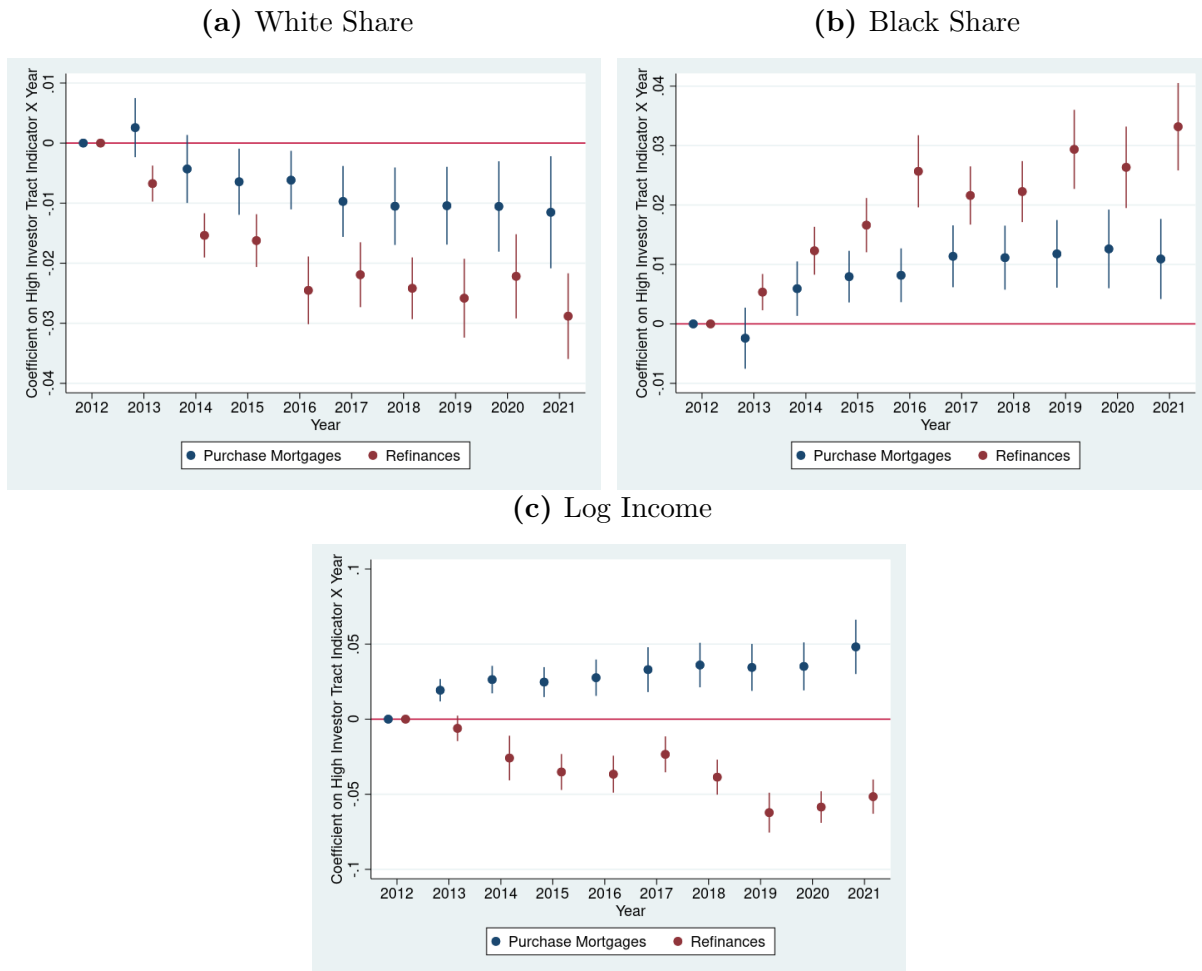 (a) White Share
Coefficient on High Investor Tract Indicator X Year
.01
0
-.01
-.02
-.03
-.04
2012 2013 2014 2015 2016 2017 2018 2019 2020 2021
Year
Purchase Mortgages Refinances
(b) Black Share
Coefficient on High Investor Tract Indicator X Year
.04
.03
.02
.01
0
-.01
2012 2013 2014 2015 2016 2017 2018 2019 2020 2021
Year
Purchase Mortgages Refinances
(c) Log Income
Coefficient on High Investor Tract Indicator X Year
.1
.05
0
-.05
-.1
2012 2013 2014 2015 2016 2017 2018 2019 2020 2021
Year
Purchase Mortgages Refinances